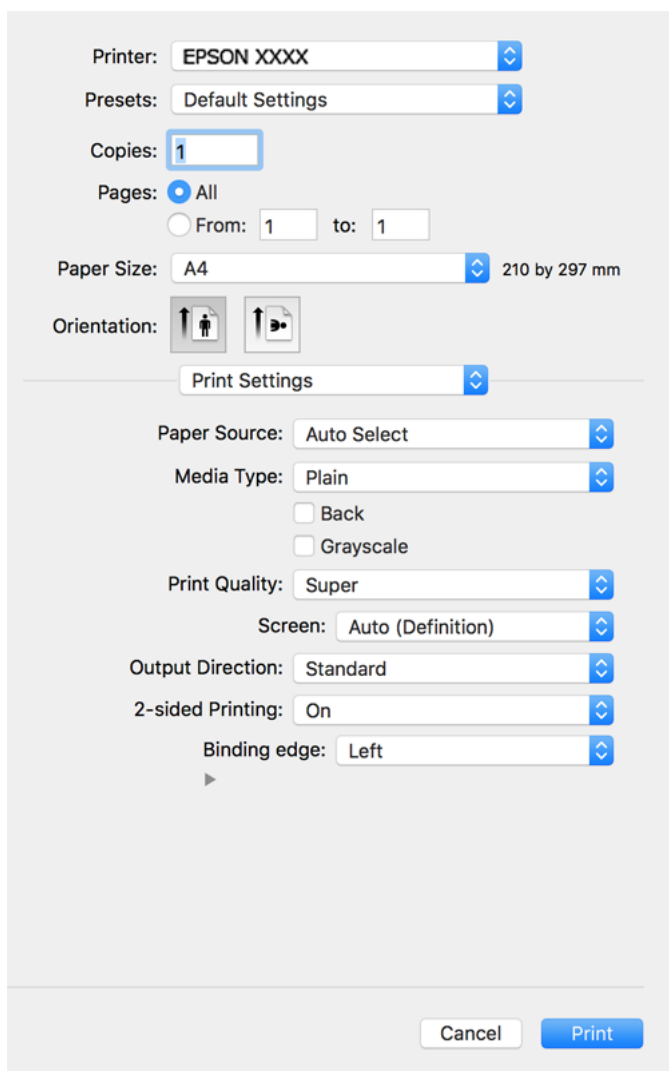 Printer: EPSON XXXX
Presets: Default Settings
Copies: 1
Pages: All
From: 1 to: 1
Paper Size: A4 210 by 297 mm
Orientation:
Print Settings
Paper Source: Auto Select
Media Type: Plain
Back
Grayscale
Print Quality: Super
Screen: Auto (Definition)
Output Direction: Standard
2-sided Printing: On
Binding edge: Left
Cancel Print